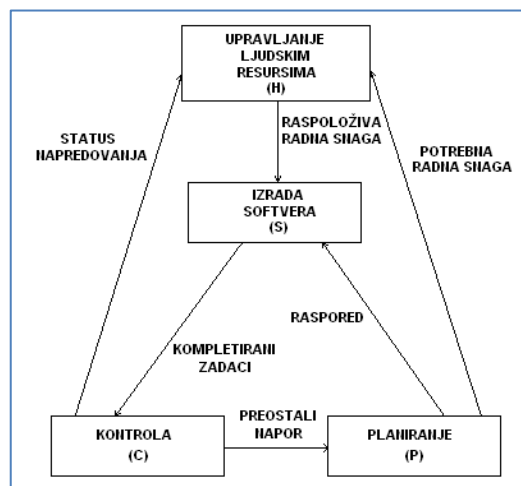 UPRAVLJANJE
LJUDSKIM
RESURSIMA
(H)
STATUS
NAPREDOVANJA
RASPOLOŽIVA
RADNA SNAGA
POTREBNA
RADNA SNAGA
IZRADA
SOFTVERA
(S)
RASPORED
KOMPLETIRANI
ZADACI
KONTROLA
(C)
PREOSTALI
NAPOR
PLANIRANJE
(P)